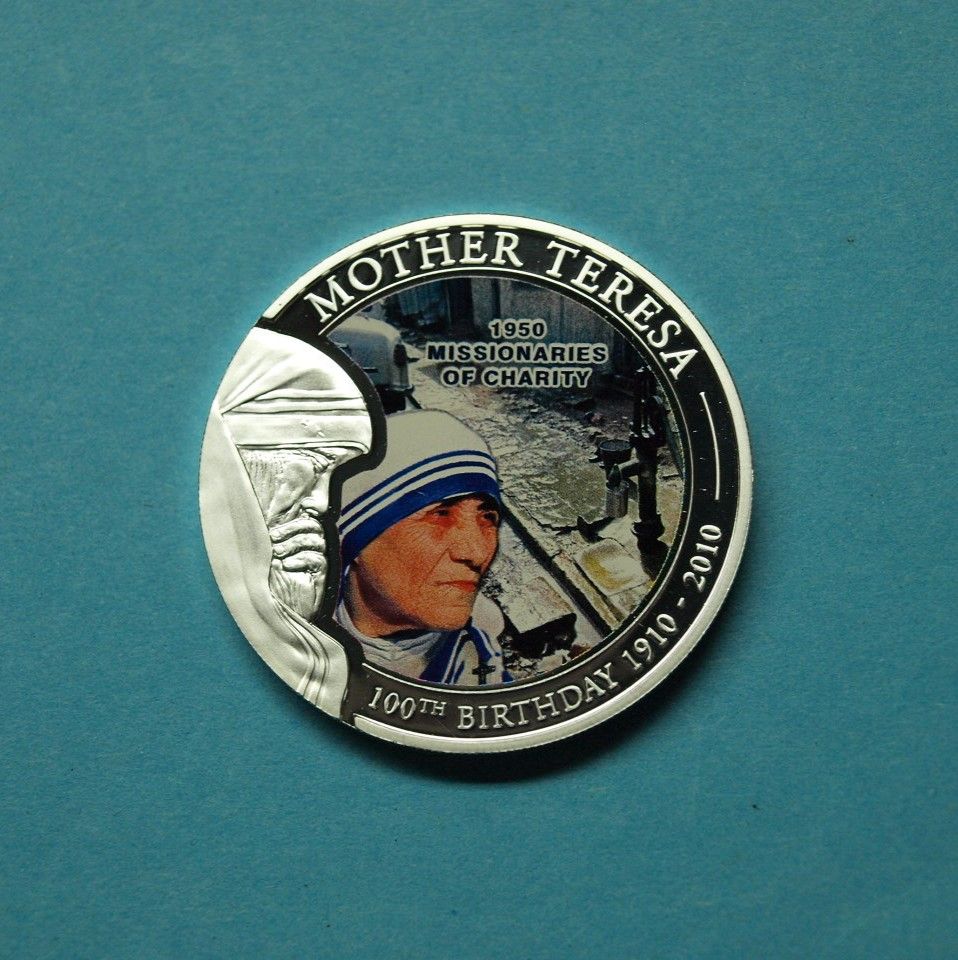 MOTHER TERESA
1950
MISSIONARIES
OF CHARITY
100TH BIRTHDAY 1910 - 2010